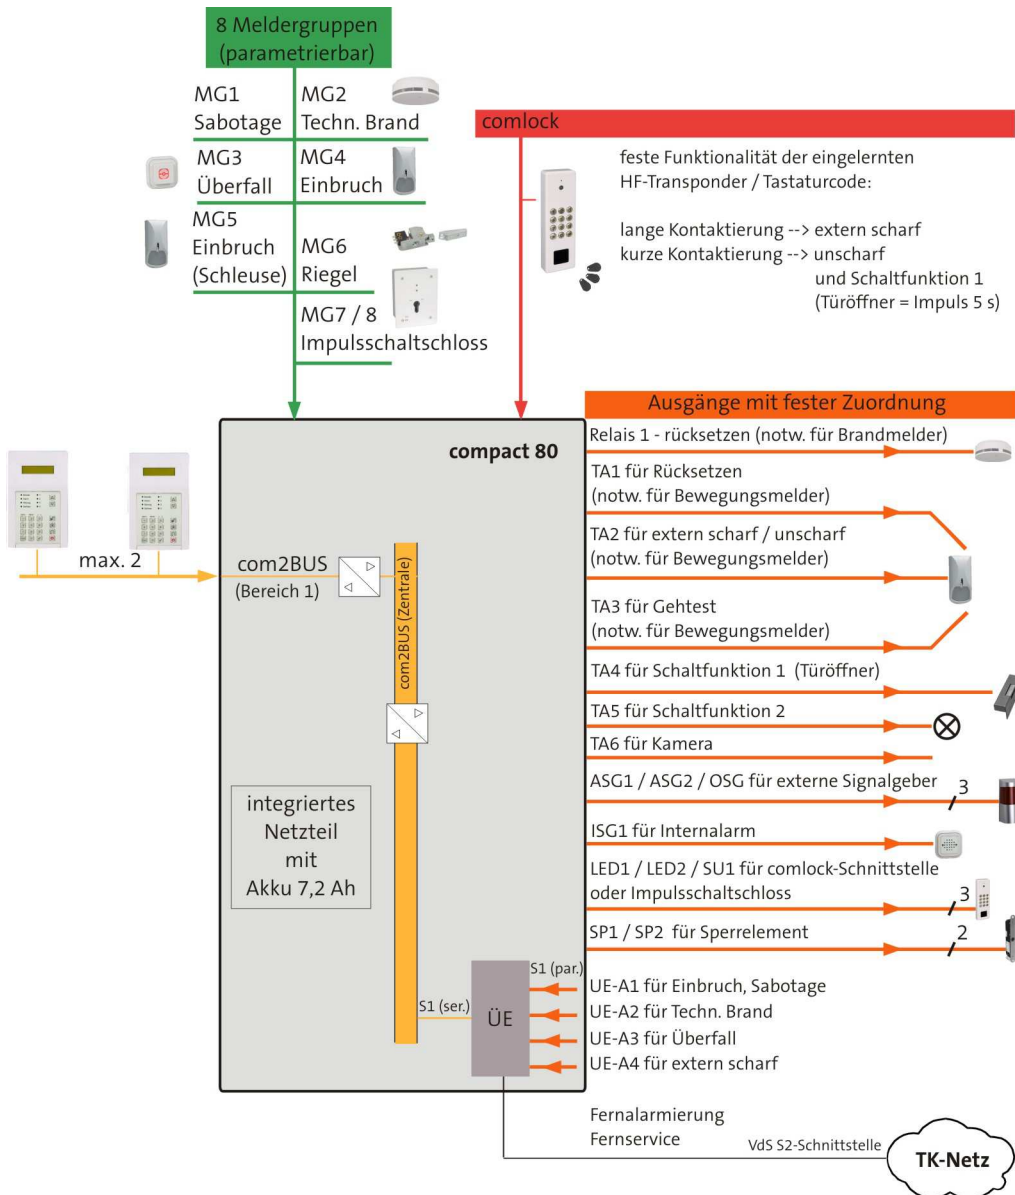 8 Meldergruppen
(parametrierbar)
MG1
Sabotage
MG2
Techn. Brand
MG3
Überfall
MG4
Einbruch
MG5
Einbruch
(Schleuse)
MG6
Riegel
MG7 / 8
Impulsschaltschloss
comlock
feste Funktionalität der eingelernten
HF-Transponder / Tastaturcode:
lange Kontaktierung --> extern scharf
kurze Kontaktierung --> unscharf
und Schaltfunktion 1
(Türöffner = Impuls 5 s)
Ausgänge mit fester Zuordnung
compact 80
max. 2
com2BUS
(Bereich 1)
com2BUS (Zentrale)
integriertes
Netzteil
mit
Akku 7,2 Ah
Relais 1 - rücksetzen (notw. für Brandmelder)
TA1 für Rücksetzen
(notw. für Bewegungsmelder)
TA2 für extern scharf / unscharf
(notw. für Bewegungsmelder)
TA3 für Gehtest
(notw. für Bewegungsmelder)
TA4 für Schaltfunktion 1 (Türöffner)
TA5 für Schaltfunktion 2
TA6 für Kamera
ASG1 / ASG2 / OSG für externe Signalgeber
3
ISG1 für Internalarm
LED1 / LED2 / SU1 für comlock-Schnittstelle
oder Impulsschaltschloss
3
SP1 / SP2 für Sperrelement
2
S1 (par.)
S1 (ser.)
ÜE
UE-A1 für Einbruch, Sabotage
UE-A2 für Techn. Brand
UE-A3 für Überfall
UE-A4 für extern scharf
Fernalarmierung
Fernservice
VdS S2-Schnittstelle
TK-Netz